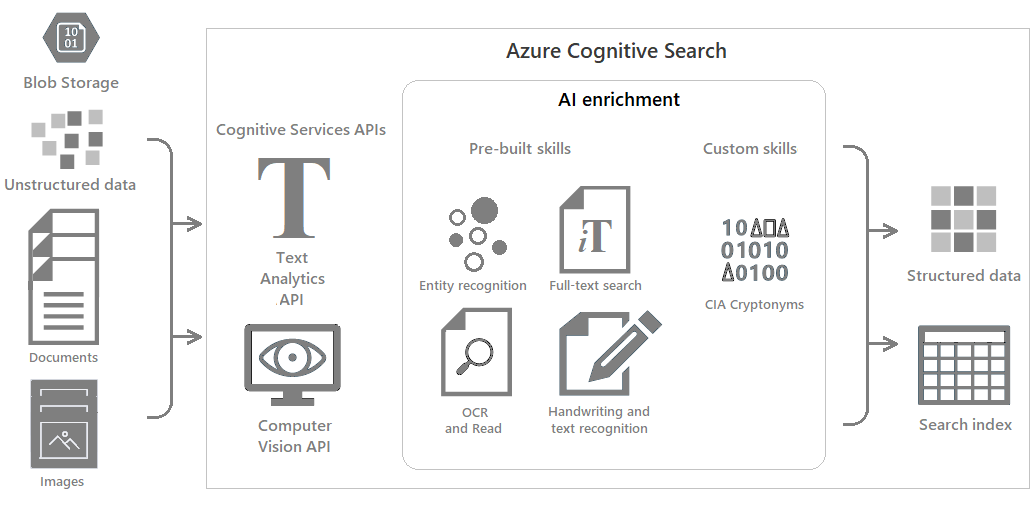 10
01
Blob Storage
Unstructured data
Documents
Images
Azure Cognitive Search
Cognitive Services APIs
T
Text
Analytics
API
Computer
Vision API
AI enrichment
Pre-built skills
Custom skills
Entity recognition
iT
Full-text search
OCR
and Read
Handwriting and
text recognition
10Δ□Δ
01010
Δ0100
CIA Cryptonyms
Structured data
Search index